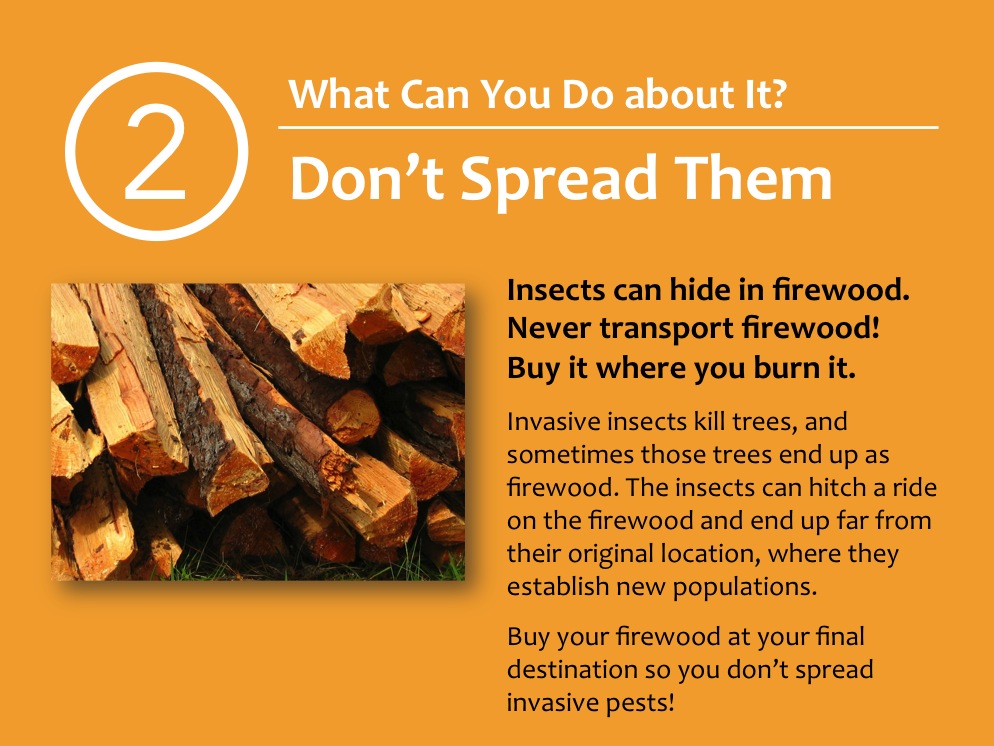 2
What Can You Do about It?
Don’t Spread Them
Insects can hide in firewood.
Never transport firewood!
Buy it where you burn it.
Invasive insects kill trees, and
sometimes those trees end up as
firewood. The insects can hitch a ride
on the firewood and end up far from
their original location, where they
establish new populations.
Buy your firewood at your final
destination so you don’t spread
invasive pests!